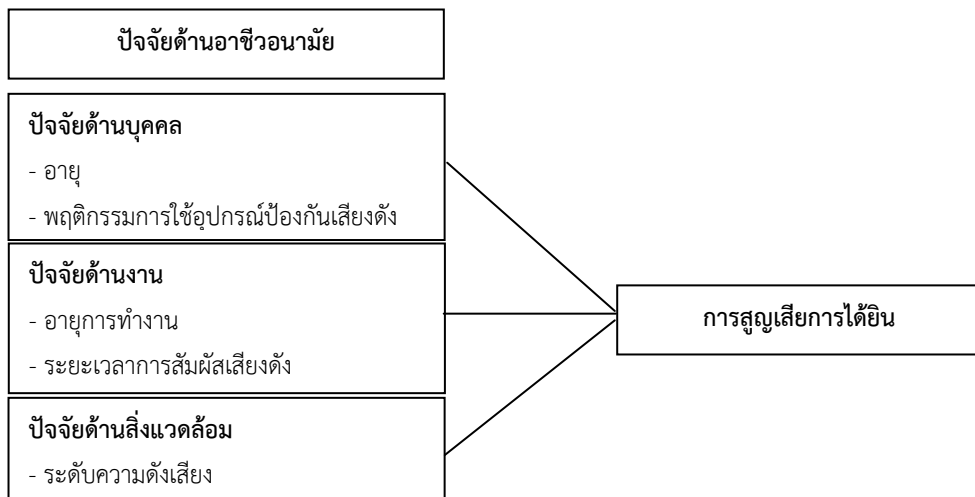 ปัจจัยด้านอาชีวอนามัย
ปัจจัยด้านบุคคล
- อายุ
- พฤติกรรมการใช้อุปกรณ์ป้องกันเสียงดัง
ปัจจัยด้านงาน
- อายุการทำงาน
- ระยะเวลาการสัมผัสเสียงดัง
การสูญเสียการได้ยิน
ปัจจัยด้านสิ่งแวดล้อม
- ระดับความดังเสียง